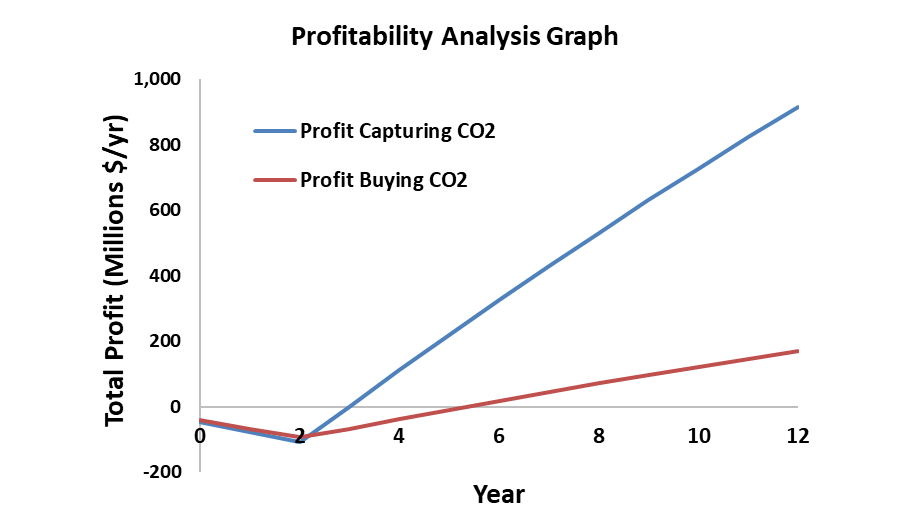 Profitability Analysis Graph
Total Profit (Millions $/yr)
1,000
800
600
400
200
0
-200
Profit Capturing CO2
Profit Buying CO2
0 2 4 6 8 10 12
Year